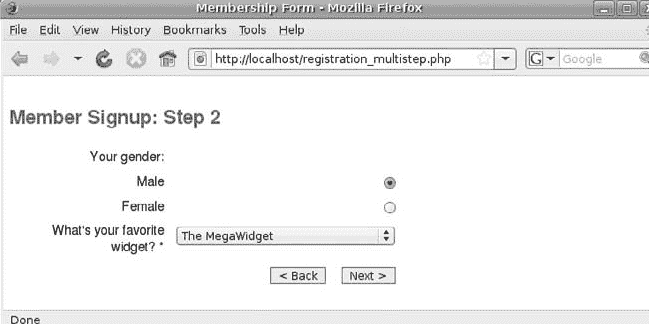 Membership Form - Mozilla Firefox
File Edit View History Bookmarks Tools Help
http://localhost/registration_multistep.php G Google
Member Signup: Step 2
Your gender:
Male
Female
What's your favorite
widget? * The MegaWidget
< Back Next >
Done